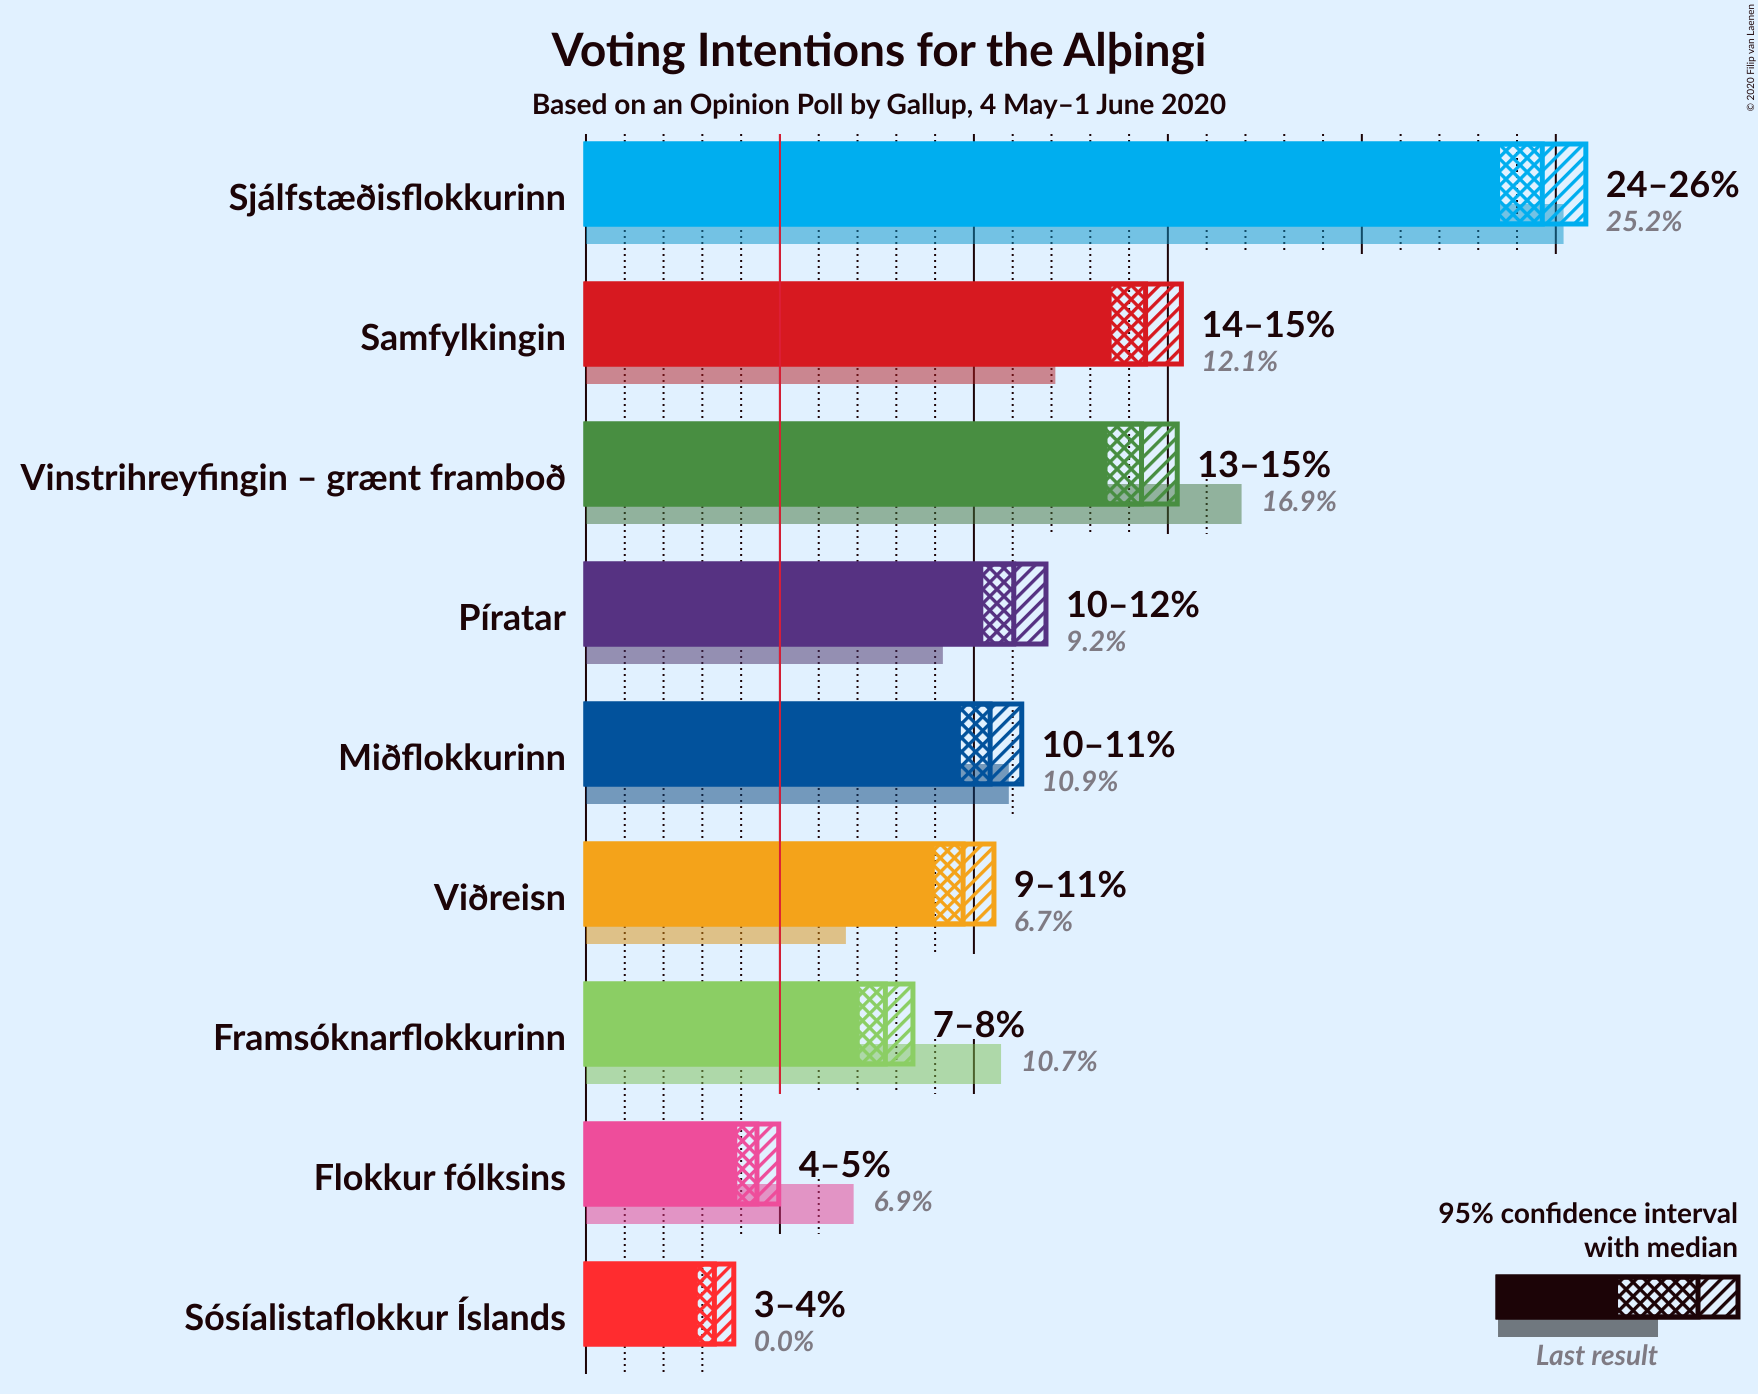 Voting Intentions for the Alþingi
Based on an Opinion Poll by Gallup, 4 May–1 June 2020
© 2020 Filip van Laenen
Sjálfstæðisflokkurinn
24–26%
25.2%
Samfylkingin
14–15%
12.1%
Vinstrihreyfingin – grænt framboð
13–15%
16.9%
Píratar
10–12%
9.2%
Miðflokkurinn
10–11%
10.9%
Viðreisn
9–11%
6.7%
Framsóknarflokkurinn
7–8%
10.7%
Flokkur fólksins
4–5%
6.9%
Sósíalistaflokkur Íslands
3–4%
0.0%
95% confidence interval
with median
Last result